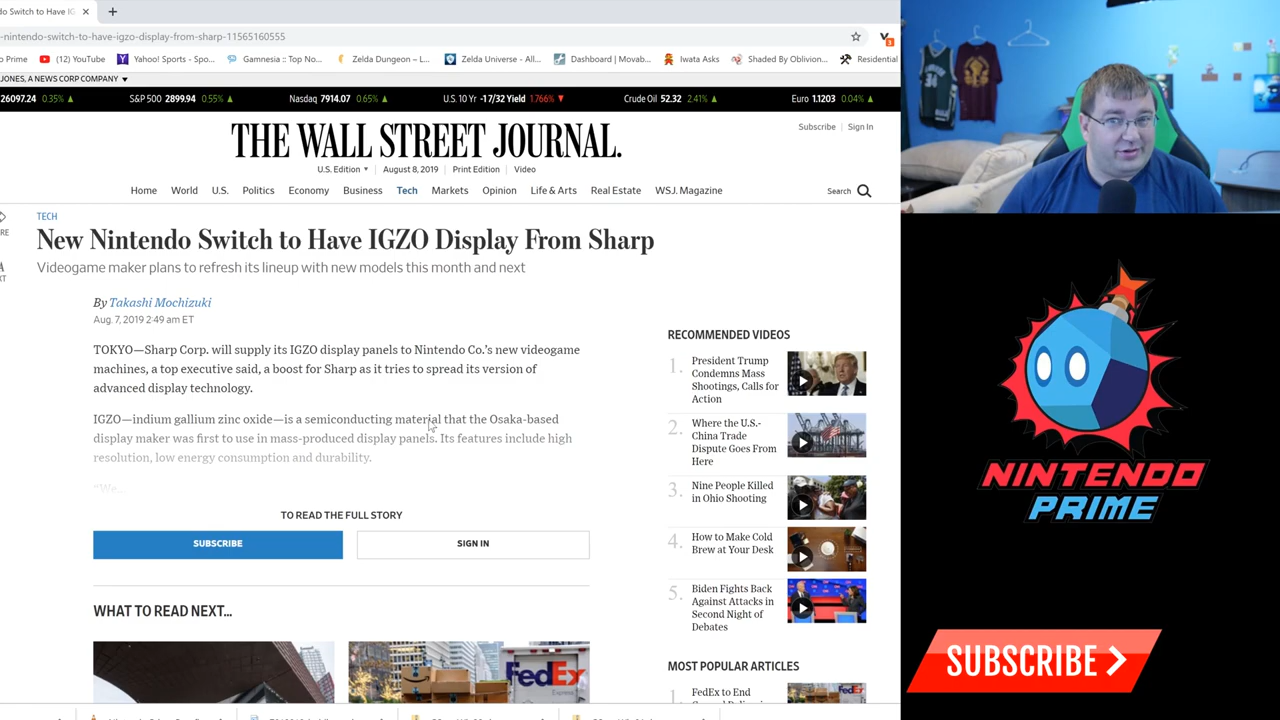 do Switch to Have IG
-nintendo-switch-to-have-igzo-display-from-sharp-11565160555
o Prime
(12) YouTube
Yahoo! Sports - Spo...
Gamnesia :: Top No...
Zelda Dungeon – L...
Zelda Universe - All...
Dashboard | Movab...
Iwata Asks
Shaded By Oblivion...
Residential
JONES, A NEWS CORP COMPANY
26097.24 0.35%
S&P 500 2899.94 0.55%
Nasdaq 7914.07 0.65%
U.S. 10 Yr -17/32 Yield 1.766%
Crude Oil 52.32 2.41%
Euro 1.1203 0.04%
THE WALL STREET JOURNAL.
Subscribe | Sign In
U.S. Edition
August 8, 2019
Print Edition
Video
Home World U.S. Politics Economy Business Tech Markets Opinion Life & Arts Real Estate WSJ. Magazine
Search
TECH
New Nintendo Switch to Have IGZO Display From Sharp
Videogame maker plans to refresh its lineup with new models this month and next
By Takashi Mochizuki
Aug. 7, 2019 2:49 am ET
TOKYO—Sharp Corp. will supply its IGZO display panels to Nintendo Co.'s new videogame
machines, a top executive said, a boost for Sharp as it tries to spread its version of
advanced display technology.
IGZO—indium gallium zinc oxide—is a semiconducting material that the Osaka-based
display maker was first to use in mass-produced display panels. Its features include high
resolution, low energy consumption and durability.
"We...
TO READ THE FULL STORY
SUBSCRIBE
SIGN IN
WHAT TO READ NEXT...
FedEx
Express
RECOMMENDED VIDEOS
1. President Trump
Condemns Mass
Shootings, Calls for
Action
2. Where the U.S.-
China Trade
Dispute Goes From
Here
3. Nine People Killed
in Ohio Shooting
4. How to Make Cold
Brew at Your Desk
5. Biden Fights Back
Against Attacks in
Second Night of
Debates
MOST POPULAR ARTICLES
1. FedEx to End
FedEx
34
NINTENDO
PRIME
SUBSCRIBE